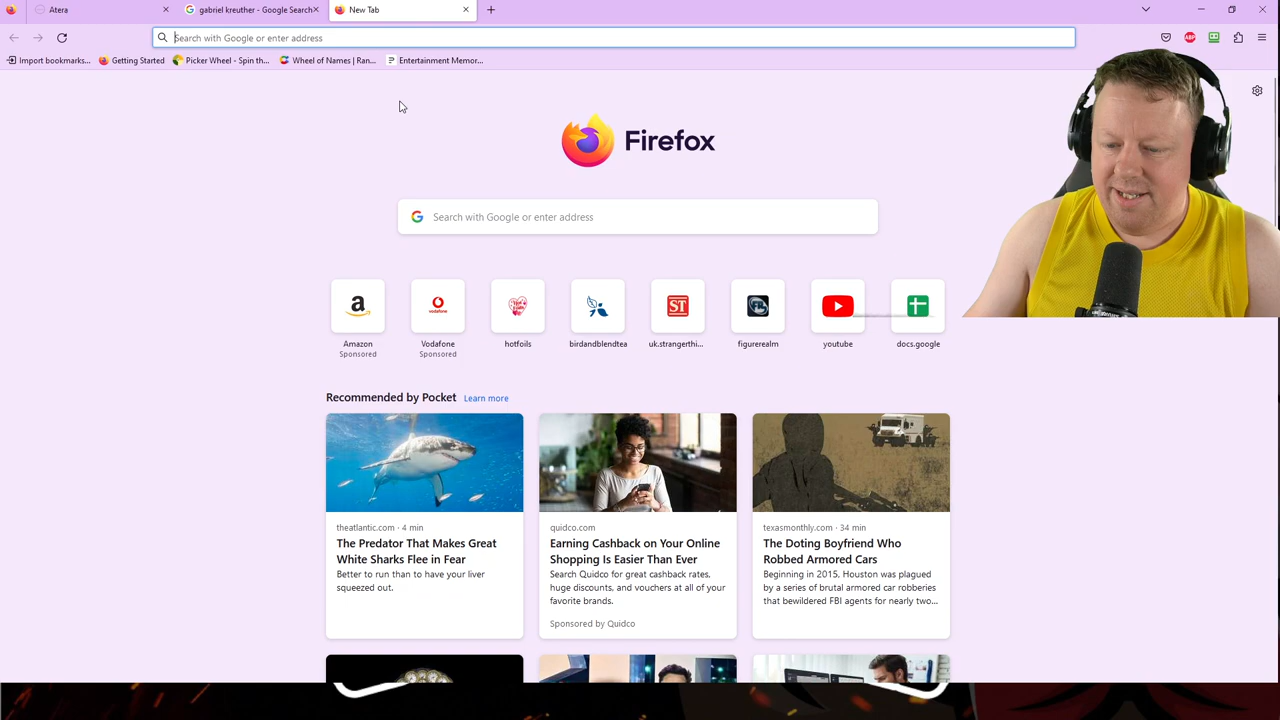 Atera
gabriel kreuther - Google Search
New Tab
Search with Google or enter address
Import bookmarks...
Getting Started
Picker Wheel - Spin th...
Wheel of Names | Ran...
Entertainment Memor...
ABP
Firefox
Search with Google or enter address
a
vodafone
ST
Amazon
Sponsored
Vodafone
Sponsored
hotfoils
birdandblendtea
uk.strangerthi...
figurerealm
youtube
docs.google
Recommended by Pocket Learn more
theatlantic.com · 4 min
The Predator That Makes Great
White Sharks Flee in Fear
Better to run than to have your liver
squeezed out.
quidco.com
Earning Cashback on Your Online
Shopping Is Easier Than Ever
Search Quidco for great cashback rates,
huge discounts, and vouchers at all of your
favorite brands.
Sponsored by Quidco
texasmonthly.com · 34 min
The Doting Boyfriend Who
Robbed Armored Cars
Beginning in 2015, Houston was plagued
by a series of brutal armored car robberies
that bewildered FBI agents for nearly two...